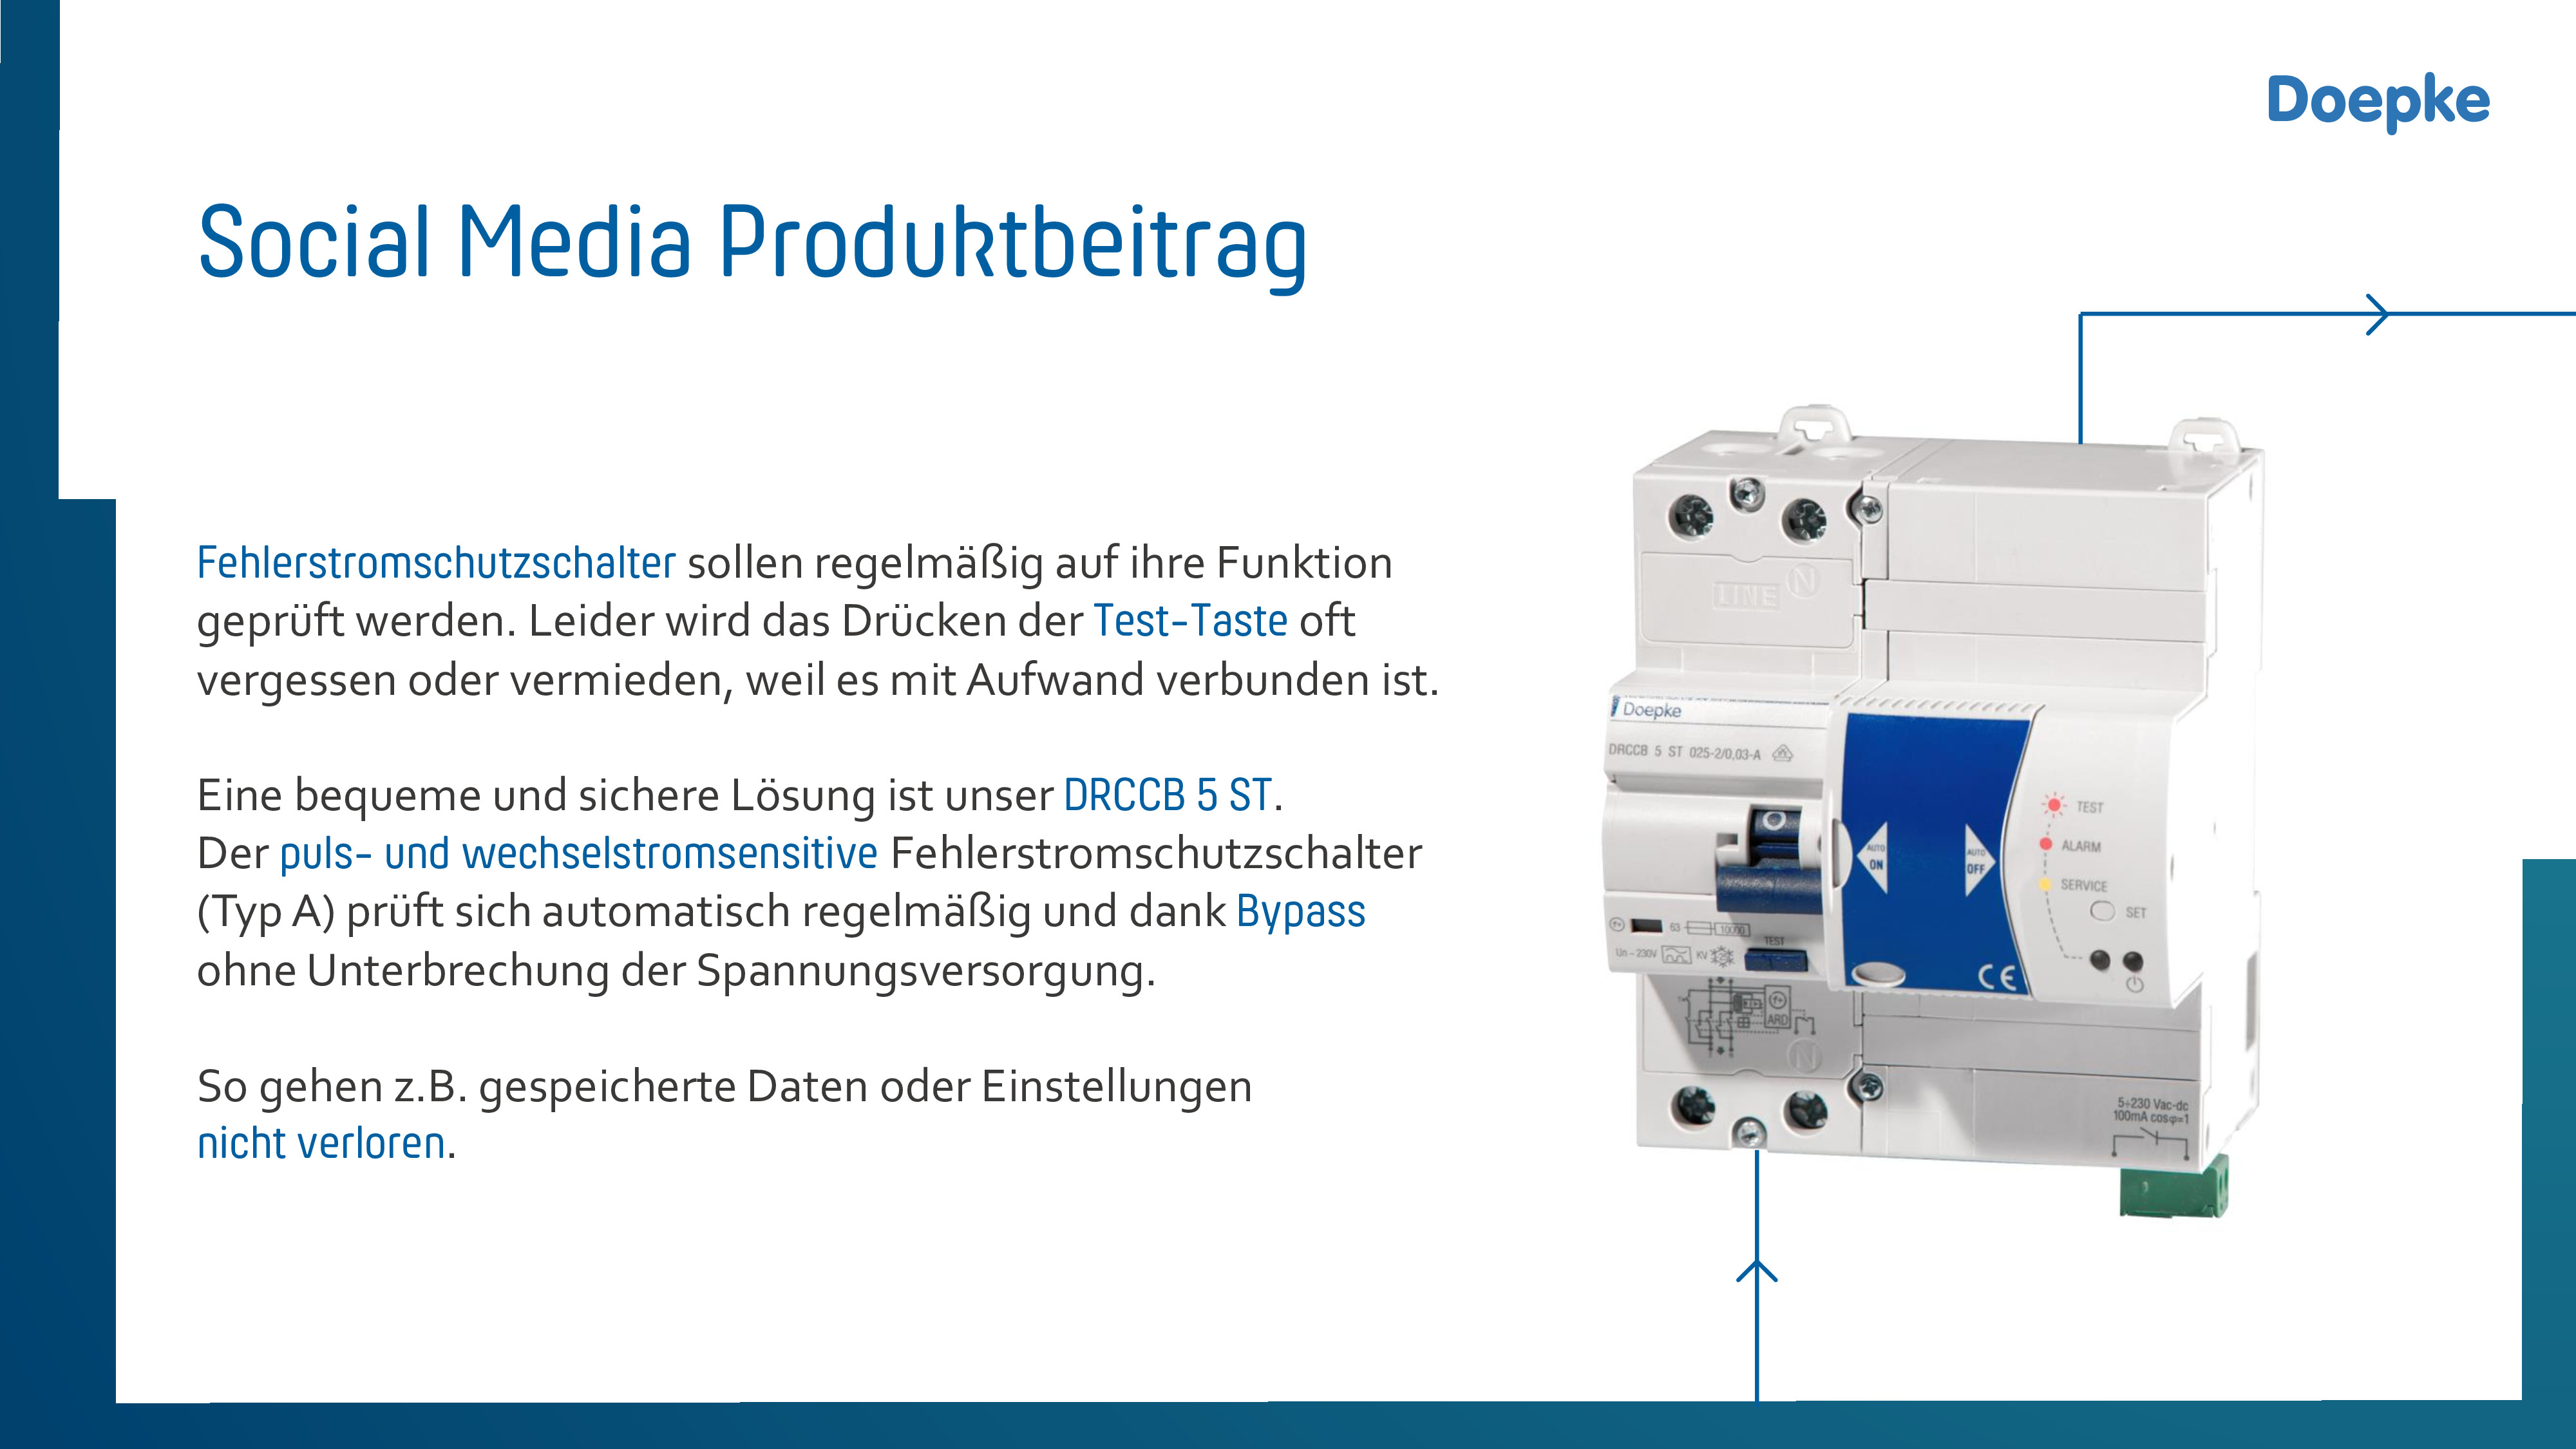 Doepke
Social Media Produktbeitrag
Fehlerstromschutzschalter sollen regelmäßig auf ihre Funktion
geprüft werden. Leider wird das Drücken der Test-Taste oft
vergessen oder vermieden, weil es mit Aufwand verbunden ist.
Eine bequeme und sichere Lösung ist unser DRCCB 5 ST.
Der puls- und wechselstromsensitive Fehlerstromschutzschalter
(Typ A) prüft sich automatisch regelmäßig und dank Bypass
ohne Unterbrechung der Spannungsversorgung.
So gehen z.B. gespeicherte Daten oder Einstellungen
nicht verloren.
LINE N
Doepke
DRCCB 5 ST 025-2/0,03-A
AUTO
ON
AUTO
OFF
TEST
ALARM
SERVICE
SET
63 10000
TEST
Un~230V KV
CE
ARD
N
5÷230 Vac-dc
100mA cosφ=1